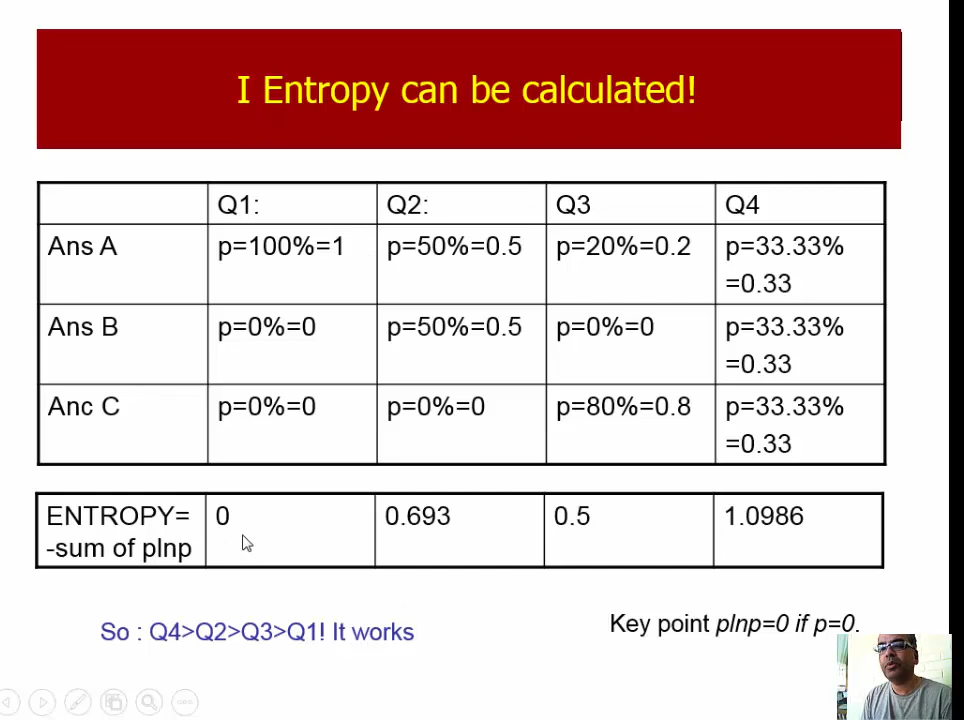 I Entropy can be calculated!
Q1: Q2: Q3 Q4
Ans A p=100%=1 p=50%=0.5 p=20%=0.2 p=33.33%
=0.33
Ans B p=0%=0 p=50%=0.5 p=0%=0 p=33.33%
=0.33
Anc C p=0%=0 p=0%=0 p=80%=0.8 p=33.33%
=0.33
ENTROPY= 0 0.693 0.5 1.0986
-sum of plnp
So : Q4>Q2>Q3>Q1! It works
Key point plnp=0 if p=0.